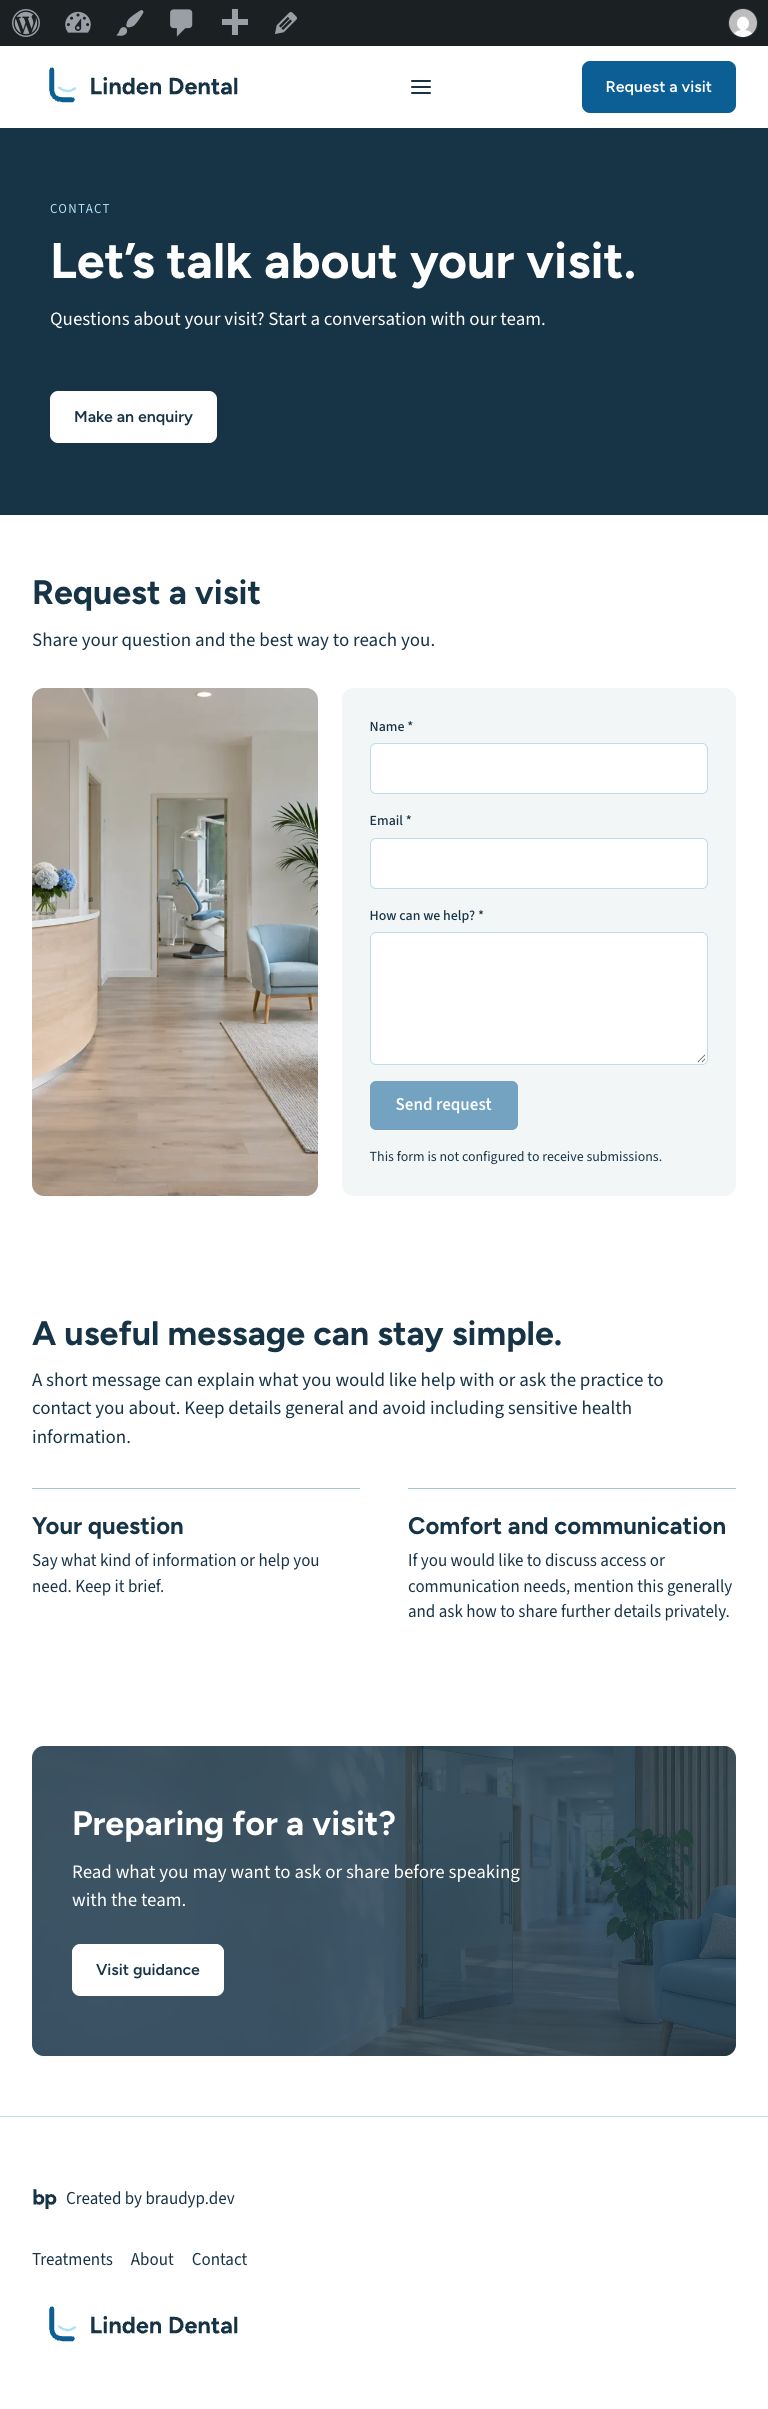 Linden Dental
Request a visit
CONTACT
Let’s talk about your visit.
Questions about your visit? Start a conversation with our team.
Make an enquiry
Request a visit
Share your question and the best way to reach you.
Name *
Email *
How can we help? *
Send request
This form is not configured to receive submissions.
A useful message can stay simple.
A short message can explain what you would like help with or ask the practice to
contact you about. Keep details general and avoid including sensitive health
information.
Your question
Say what kind of information or help you
need. Keep it brief.
Comfort and communication
If you would like to discuss access or
communication needs, mention this generally
and ask how to share further details privately.
Preparing for a visit?
Read what you may want to ask or share before speaking
with the team.
Visit guidance
bp Created by braudyp.dev
Treatments About Contact
Linden Dental